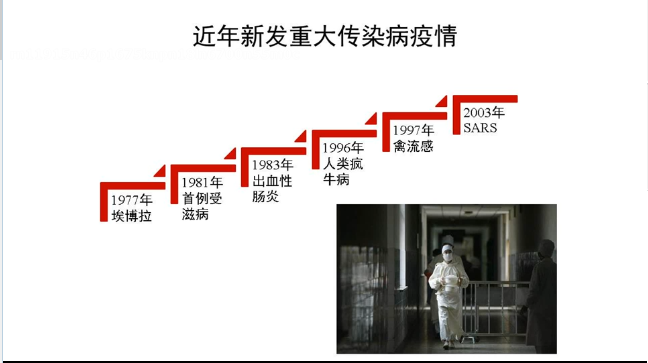 近年新发重大传染病疫情
1977年
埃博拉
1981年
首例受
滋病
1983年
出血性
肠炎
1996年
人类疯
牛病
1997年
禽流感
2003年
SARS